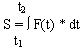 t₂
S = ∫ F(t) * dt
t₁